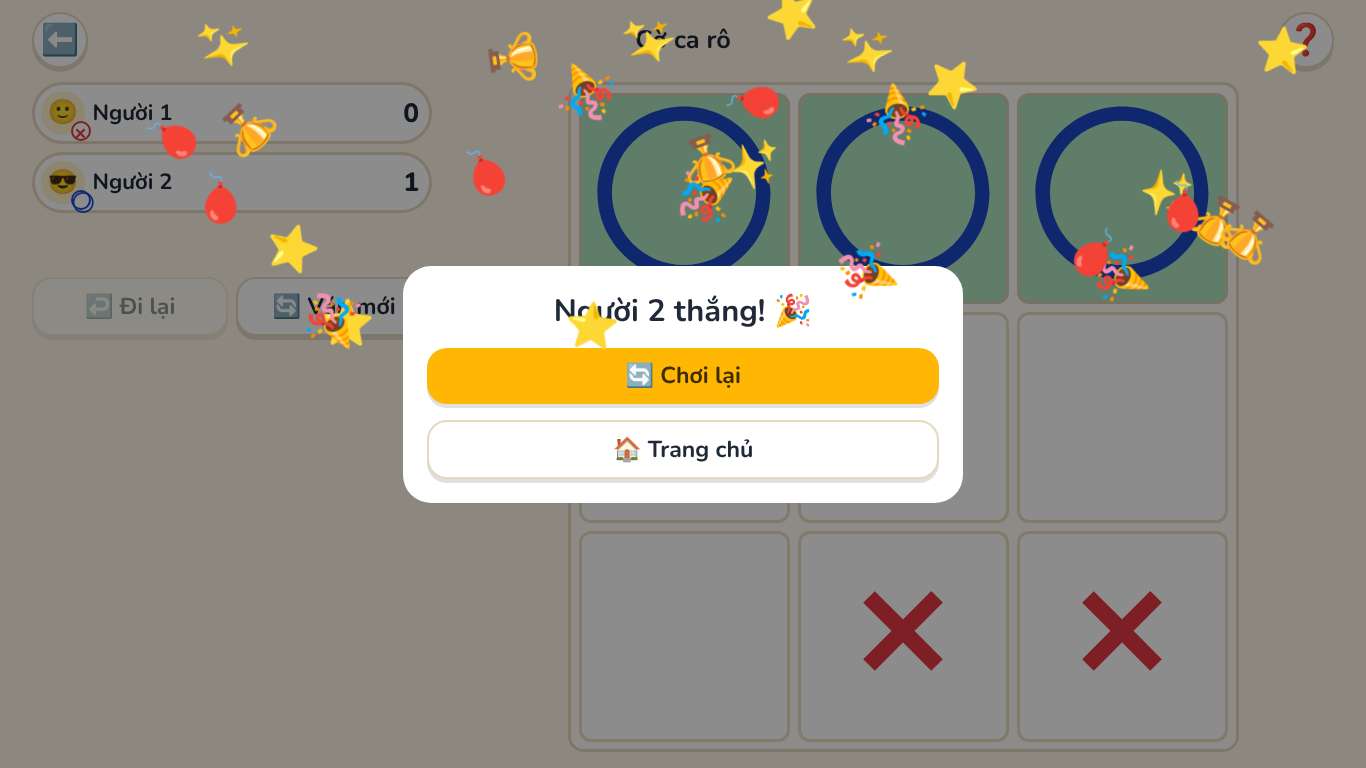 Cờ ca rô
Người 1
0
Người 2
1
Đi lại
Ván mới
Người 2 thắng!
Chơi lại
Trang chủ